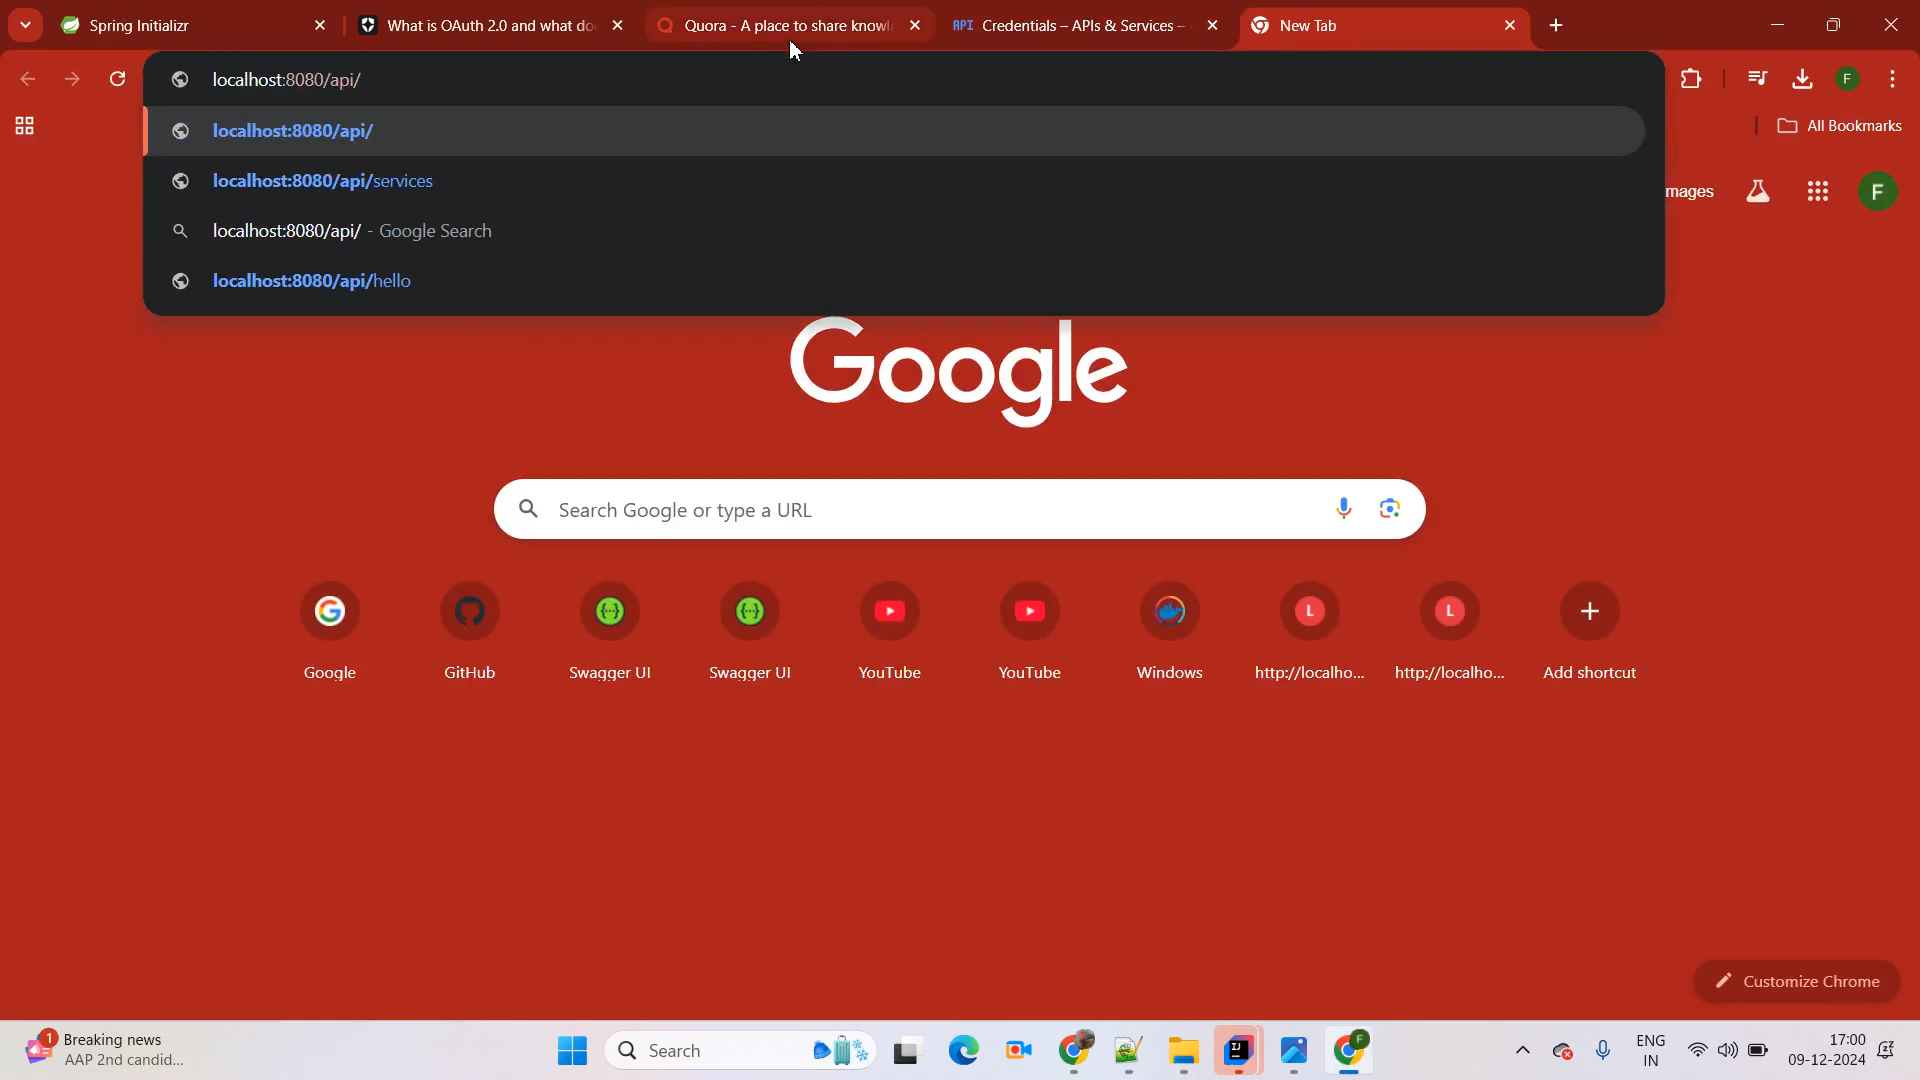 Spring Initializr
What is OAuth 2.0 and what do
Quora - A place to share knowl
API Credentials – APIs & Services –
New Tab
localhost:8080/api/
localhost:8080/api/
localhost:8080/api/services
localhost:8080/api/ - Google Search
localhost:8080/api/hello
All Bookmarks
mages
F
F
Google
Search Google or type a URL
L
L
Google
GitHub
Swagger UI
Swagger UI
YouTube
YouTube
Windows
http://localho...
http://localho...
Add shortcut
Customize Chrome
1
Breaking news
AAP 2nd candid...
Search
IJ
F
ENG
IN
17:00
09-12-2024